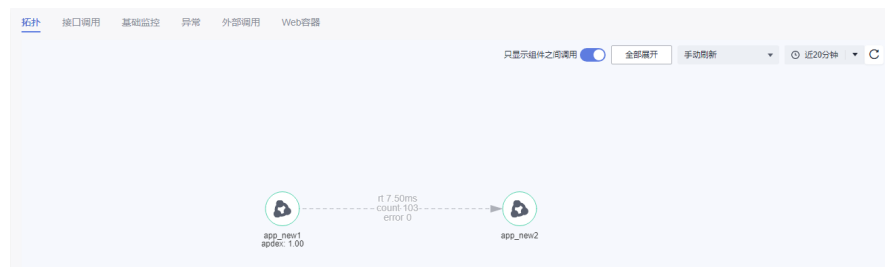 拓扑 接口调用 基础监控 异常 外部调用 Web容器
只显示组件之间调用 全部展开 手动刷新 近20分钟
rt 7.50ms
count 103
error 0
app_new1
apdex: 1.00
app_new2